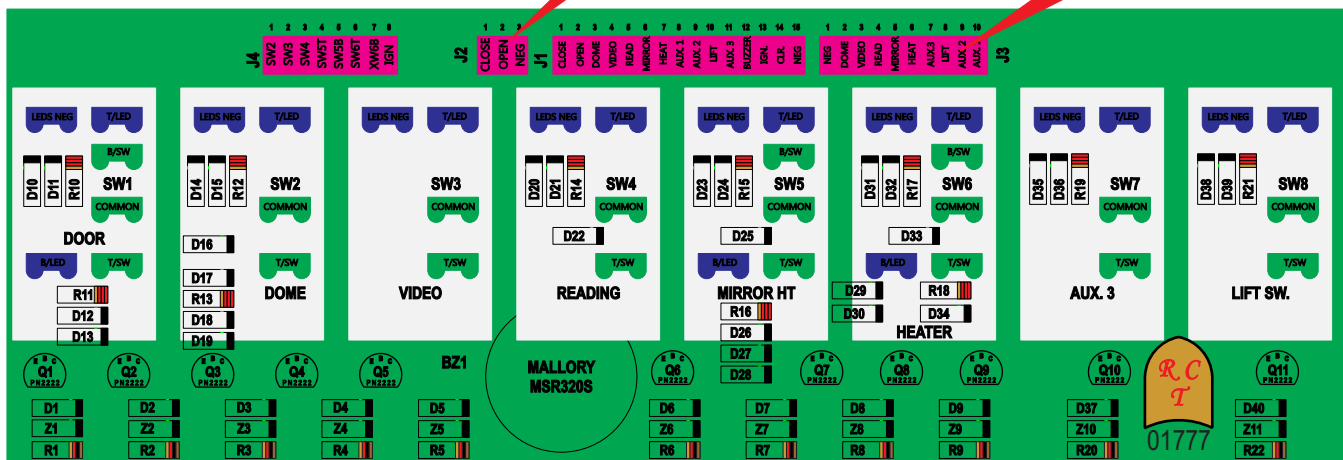 1 2 3 4 5 6 7 8
J4 SW2 SW3 SW4 SW5T SW5B SW6T XW6B IGN
1 2 3
J2 CLOSE OPEN NEG
1 2 3 4 5 6 7 8 9 10 11 12 13 14 15
J1 CLOSE OPEN DOME VIDEO READ MIRROR HEAT AUX. 1 AUX. 2 LIFT AUX. 3 BUZZER IGN. CLR. NEG
1 2 3 4 5 6 7 8 9 10
NEG DOME VIDEO READ MIRROR HEAT AUX.3 LIFT AUX. 2 J3
LEDS NEG T/LED LEDS NEG T/LED LEDS NEG T/LED LEDS NEG T/LED LEDS NEG T/LED LEDS NEG T/LED LEDS NEG T/LED LEDS NEG T/LED
B/SW B/SW B/SW
D10 D11 R10 SW1 D14 D15 R12 SW2 SW3 D20 D21 R14 SW4 D23 D24 R15 SW5 D31 D32 R17 SW6 D35 D36 R19 SW7 D38 D39 R21 SW8
COMMON COMMON COMMON COMMON COMMON COMMON COMMON COMMON
DOOR D16 D22 D25 D33
B/LED T/SW D17 T/SW T/SW T/SW B/LED T/SW B/LED T/SW T/SW T/SW
R11 R13 DOME VIDEO READING MIRROR HT D29 R18 AUX. 3 LIFT SW.
D12 D18 R16 D30 D34
D13 D19 D26 HEATER
D27
D28
BZ1 MALLORY
MSR320S
E B C E B C E B C E B C E B C E B C E B C E B C E B C E B C E B C
Q1 Q2 Q3 Q4 Q5 Q6 Q7 Q8 Q9 Q10 Q11
PN2222 PN2222 PN2222 PN2222 PN2222 PN2222 PN2222 PN2222 PN2222 PN2222 PN2222
R C
T
01777
D1 D2 D3 D4 D5 D6 D7 D8 D9 D37 D40
Z1 Z2 Z3 Z4 Z5 Z6 Z7 Z8 Z9 Z10 Z11
R1 R2 R3 R4 R5 R6 R7 R8 R9 R20 R22